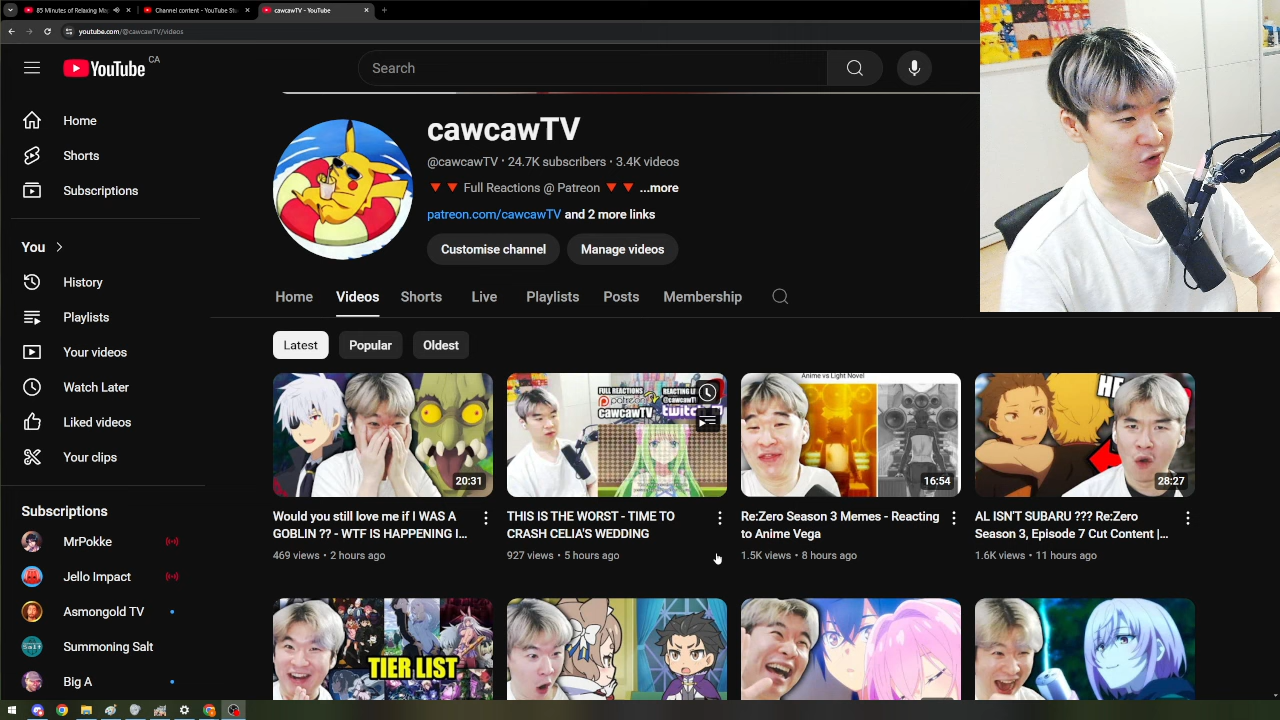 85 Minutes of Relaxing Ma
Channel content - YouTube Stu
cawcawTV - YouTube
youtube.com/@cawcawTV/videos
YouTube CA
Search
Home
Shorts
Subscriptions
You
History
Playlists
Your videos
Watch Later
Liked videos
Your clips
Subscriptions
MrPokke
Jello Impact
Asmongold TV
Summoning Salt
Big A
cawcawTV
@cawcawTV · 24.7K subscribers · 3.4K videos
🔻🔻 Full Reactions @ Patreon 🔻🔻 ...more
patreon.com/cawcawTV and 2 more links
Customise channel
Manage videos
Home Videos Shorts Live Playlists Posts Membership
Latest Popular Oldest
20:31
Would you still love me if I WAS A
GOBLIN ?? - WTF IS HAPPENING I...
469 views · 2 hours ago
FULL REACTIONS
cawcawTV
THIS IS THE WORST - TIME TO
CRASH CELIA'S WEDDING
927 views · 5 hours ago
Anime vs Light Novel
16:54
Re:Zero Season 3 Memes - Reacting
to Anime Vega
1.5K views · 8 hours ago
28:27
AL ISN'T SUBARU ??? Re:Zero
Season 3, Episode 7 Cut Content |...
1.6K views · 11 hours ago
TIER LIST